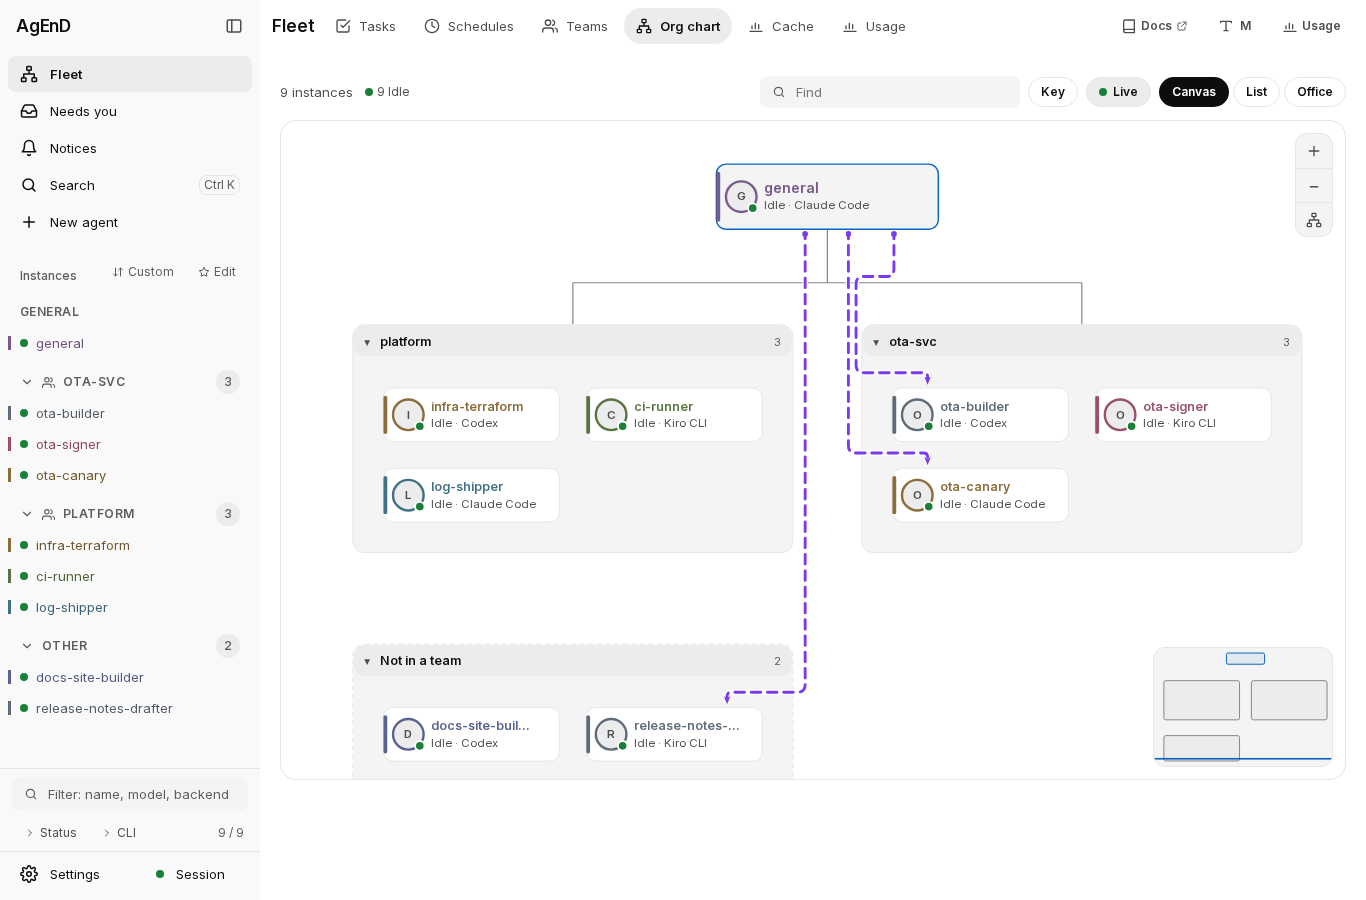 AgEnD
Fleet
Needs you
Notices
Search
Ctrl K
New agent
Instances
Custom
Edit
GENERAL
general
OTA-SVC
3
ota-builder
ota-signer
ota-canary
PLATFORM
3
infra-terraform
ci-runner
log-shipper
OTHER
2
docs-site-builder
release-notes-drafter
Filter: name, model, backend
Status
CLI
9 / 9
Settings
Session
Fleet
Tasks
Schedules
Teams
Org chart
Cache
Usage
Docs
M
Usage
9 instances
9 Idle
Find
Key
Live
Canvas
List
Office
G
general
Idle · Claude Code
platform
3
I
infra-terraform
Idle · Codex
C
ci-runner
Idle · Kiro CLI
L
log-shipper
Idle · Claude Code
ota-svc
3
O
ota-builder
Idle · Codex
O
ota-signer
Idle · Kiro CLI
O
ota-canary
Idle · Claude Code
Not in a team
2
D
docs-site-buil...
Idle · Codex
R
release-notes-...
Idle · Kiro CLI